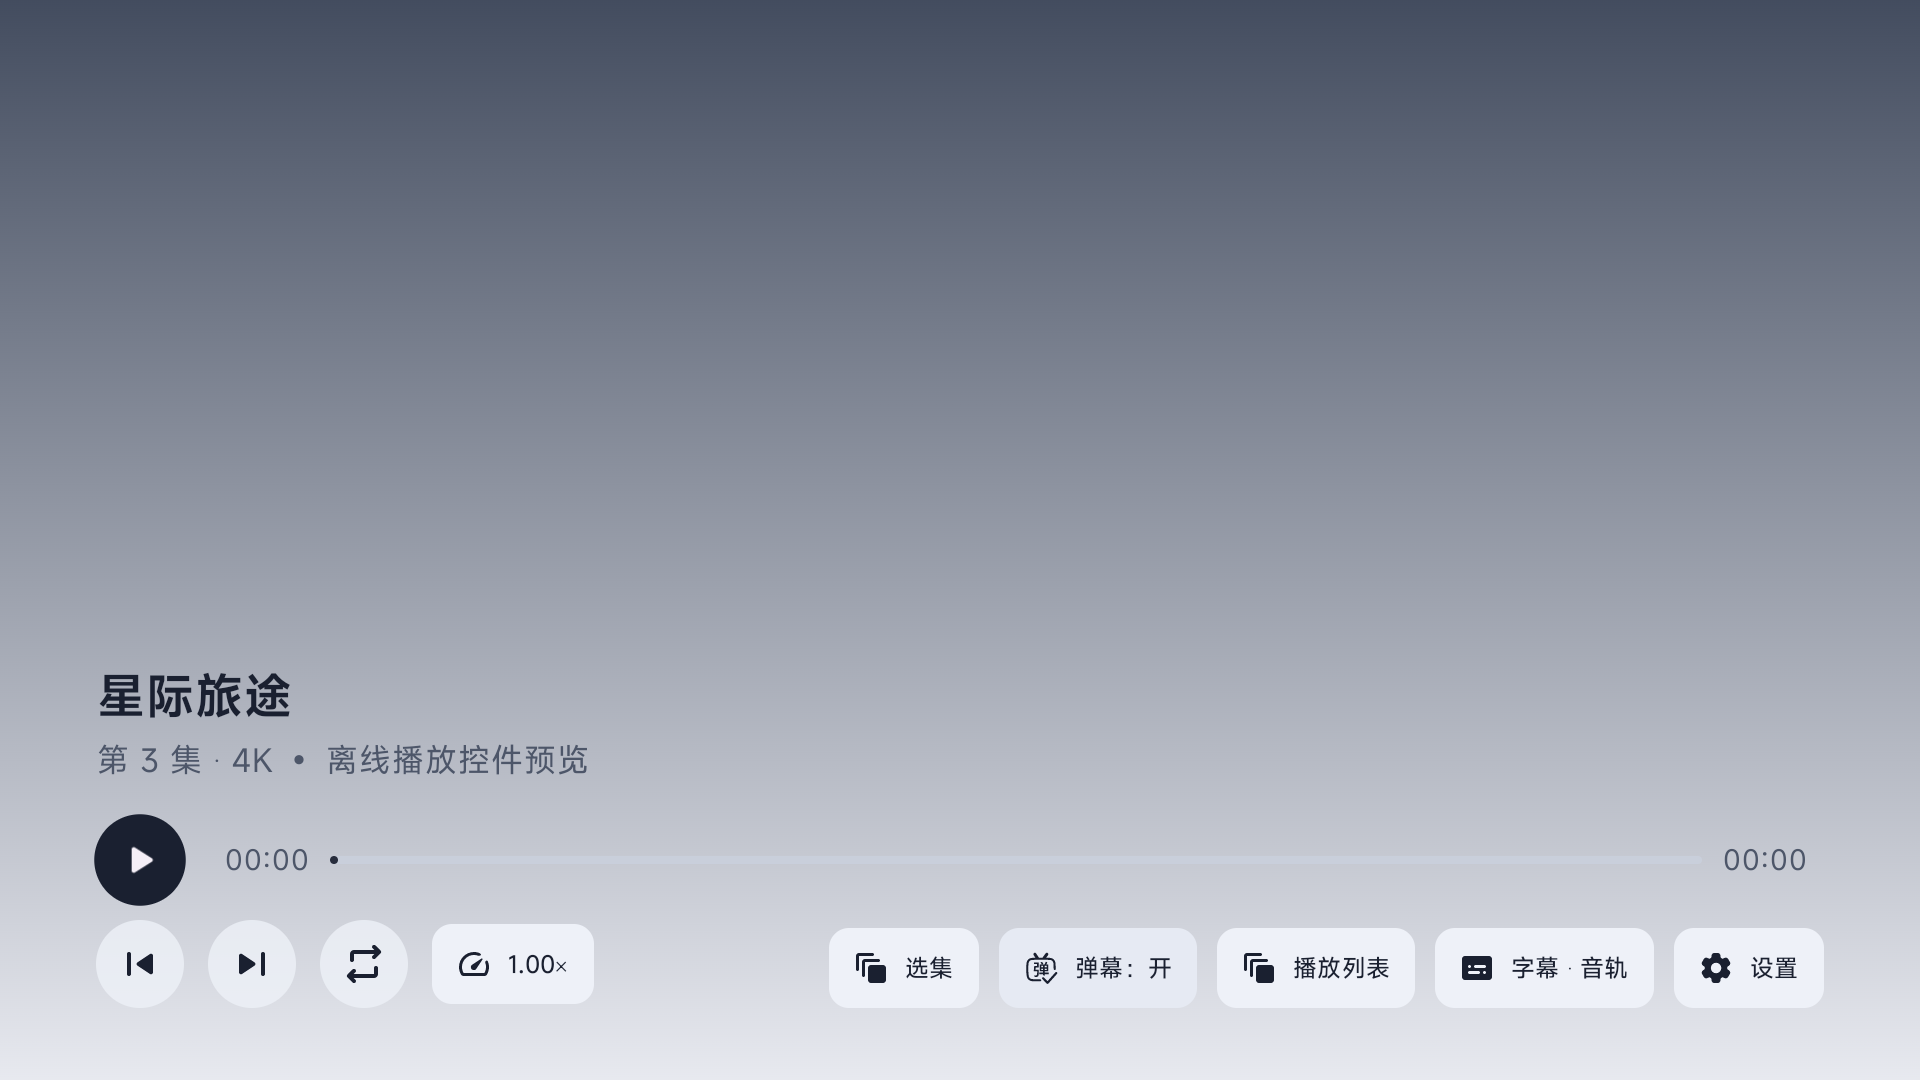 星际旅途
第 3 集 · 4K • 离线播放控件预览
00:00 00:00
1.00× 选集 弹 弹幕：开 播放列表 字幕 · 音轨 设置